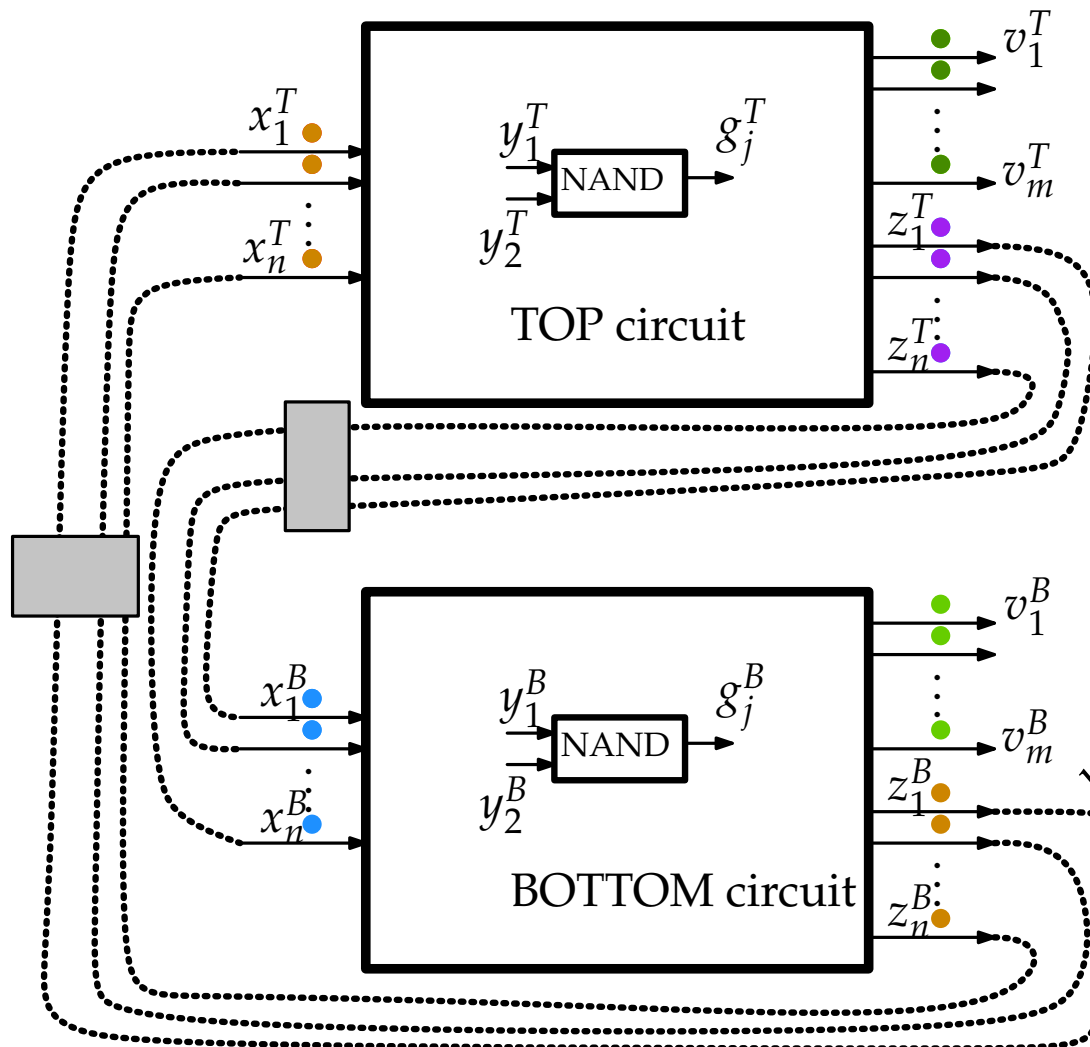 v_1^T
x_1^T
y_1^T
g_j^T
NAND
v_m^T
x_n^T
y_2^T
z_1^T
TOP circuit
z_n^T
v_1^B
x_1^B
y_1^B
g_j^B
NAND
v_m^B
x_n^B
y_2^B
z_1^B
BOTTOM circuit
z_n^B